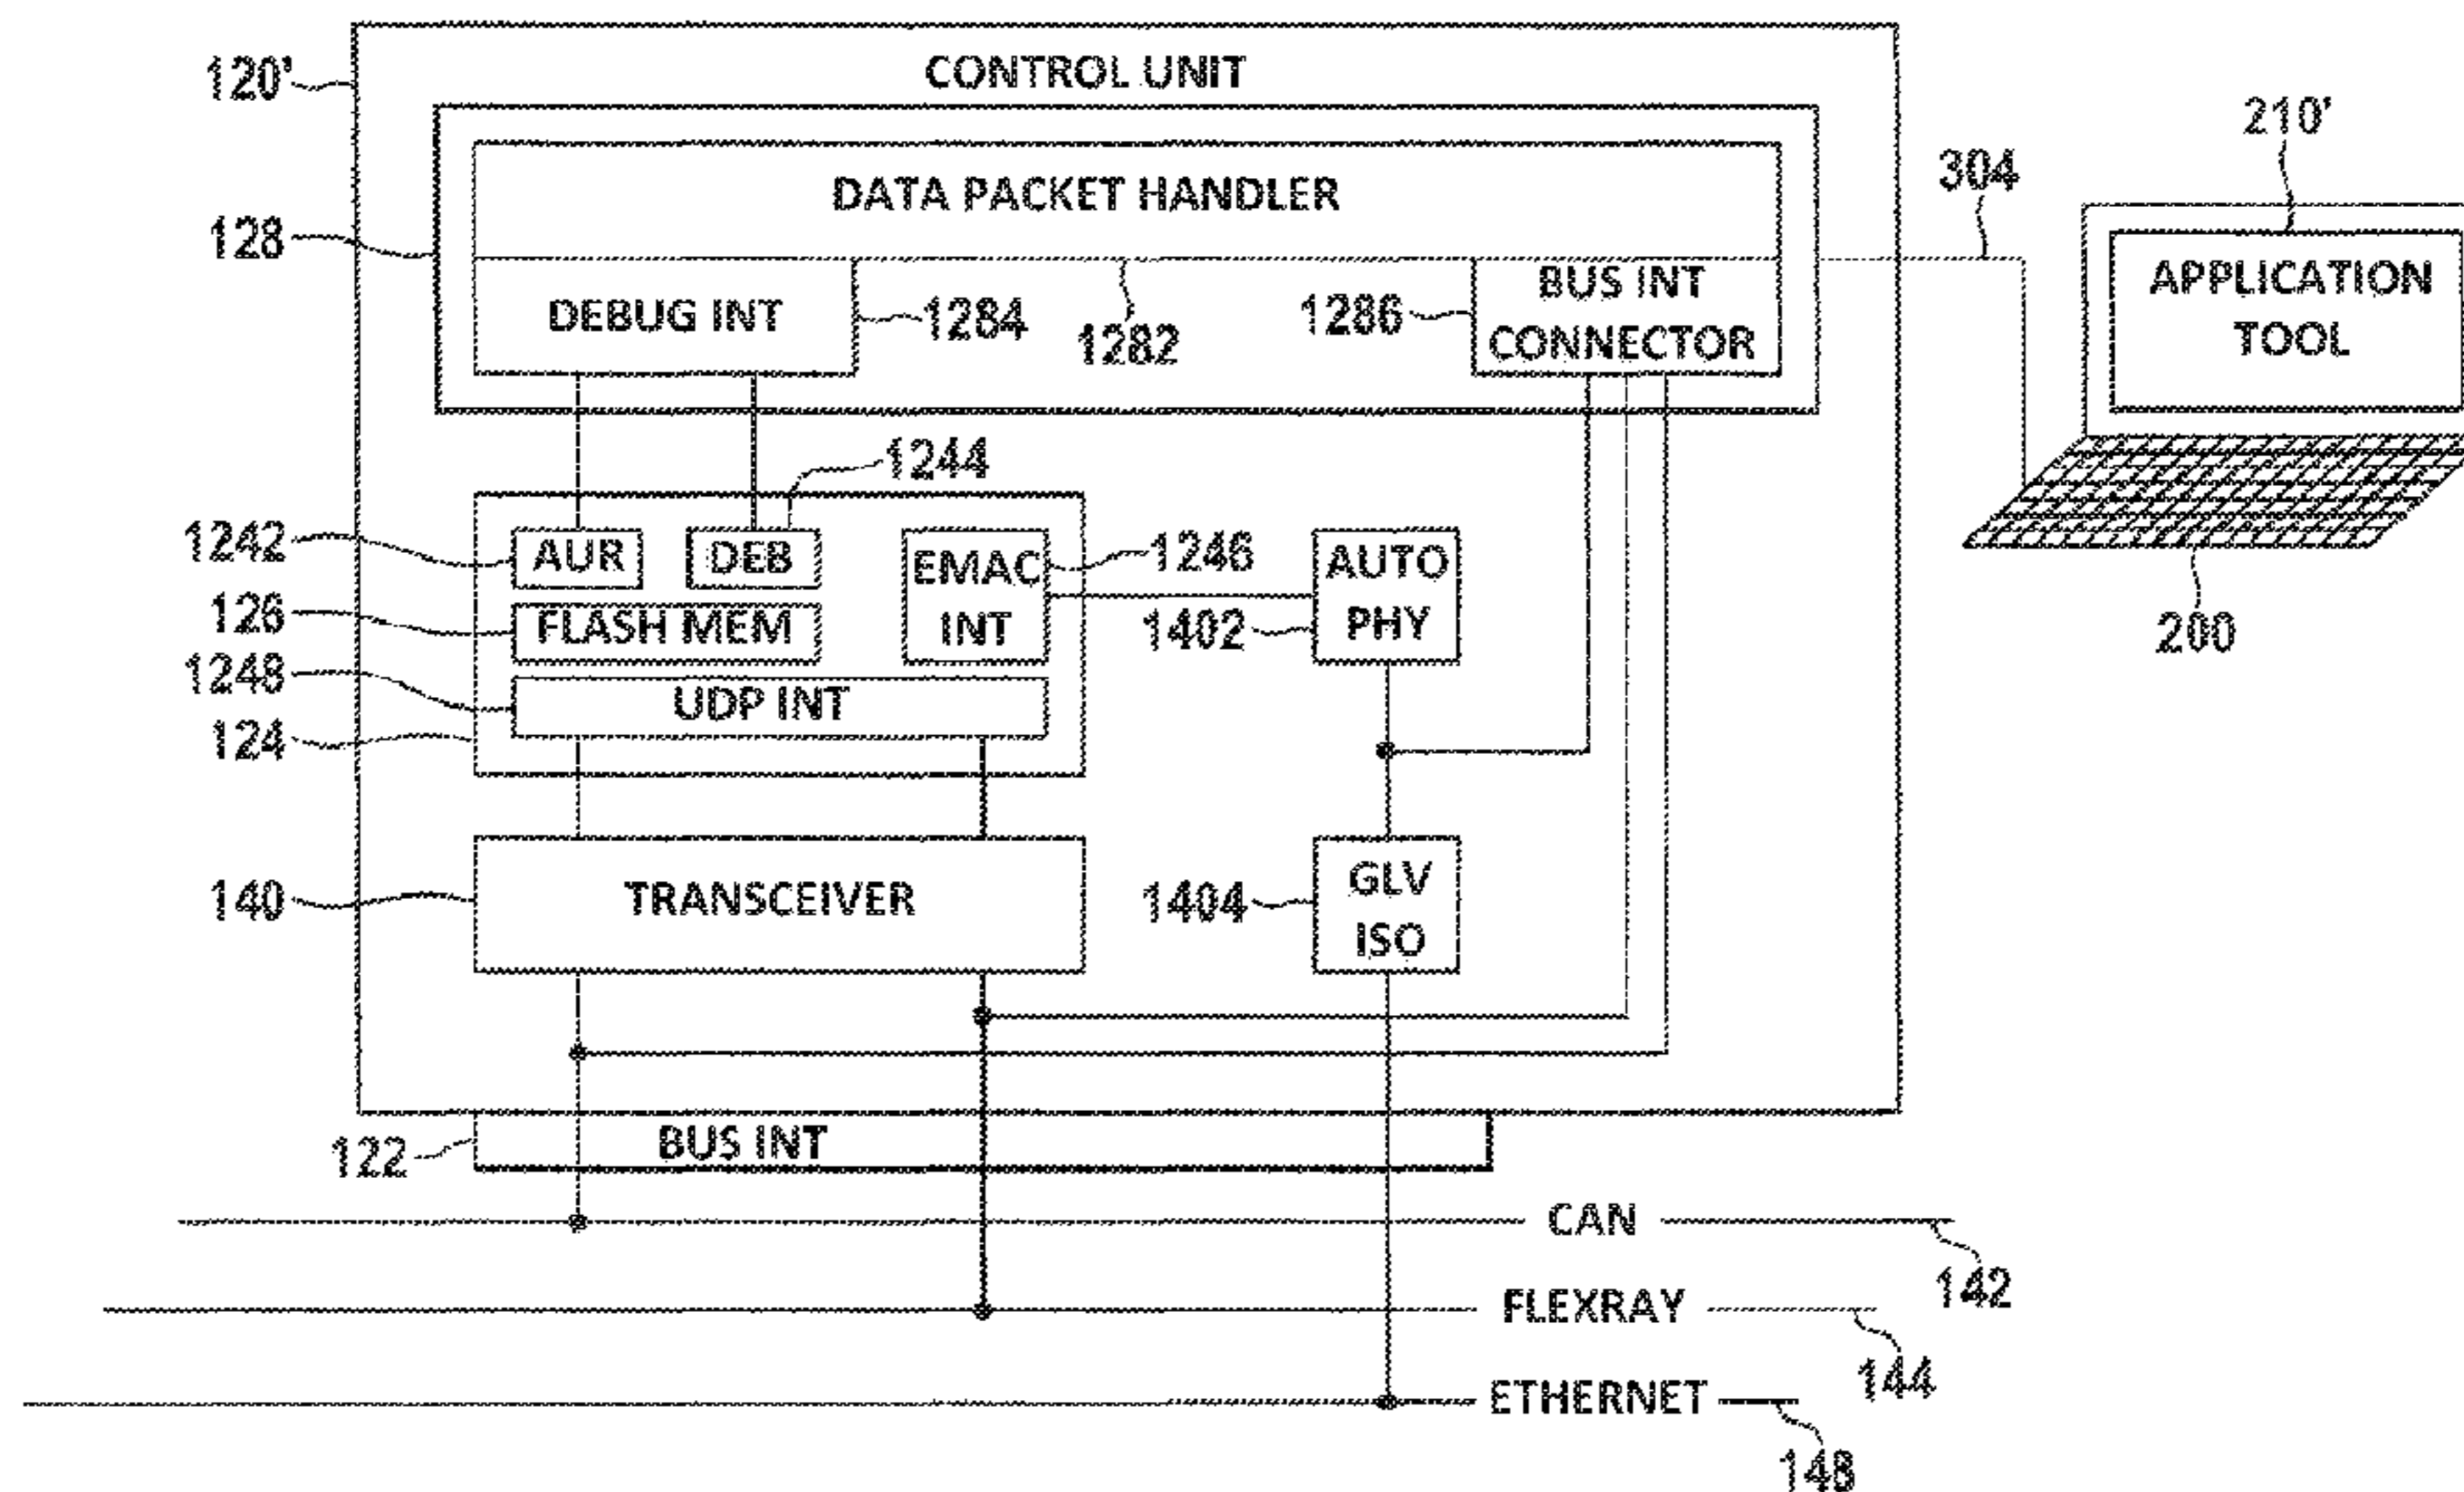 120'
CONTROL UNIT
210'
304
DATA PACKET HANDLER
128
APPLICATION
TOOL
DEBUG INT
1284
1282
1286
BUS INT
CONNECTOR
1244
1242
AUR
DEB
EMAC
INT
1246
AUTO
PHY
126
FLASH MEM
1402
200
1248
UDP INT
124
140
TRANSCEIVER
1404
GLV
ISO
122
BUS INT
CAN
142
FLEXRAY
144
ETHERNET
148